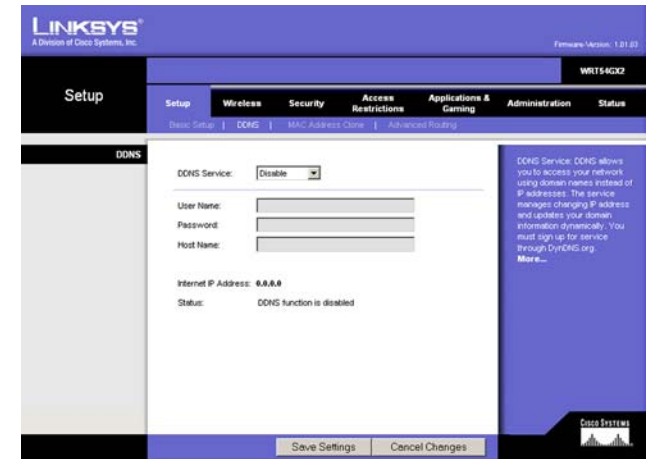 LINKSYS®
A Division of Cisco Systems, Inc.
Firmware Version: 1.01.03
WRT54GX2
Setup
Setup Wireless Security Access Restrictions Applications & Gaming Administration Status
Basic Setup | DDNS | MAC Address Clone | Advanced Routing
DDNS
DDNS Service: Disable
User Name:
Password:
Host Name:
Internet IP Address: 0.0.0.0
Status: DDNS function is disabled
DDNS Service: DDNS allows
you to access your network
using domain names instead of
IP addresses. The service
manages changing IP address
and updates your domain
information dynamically. You
must sign up for service
through DynDNS.org.
More...
Save Settings Cancel Changes
CISCO SYSTEMS